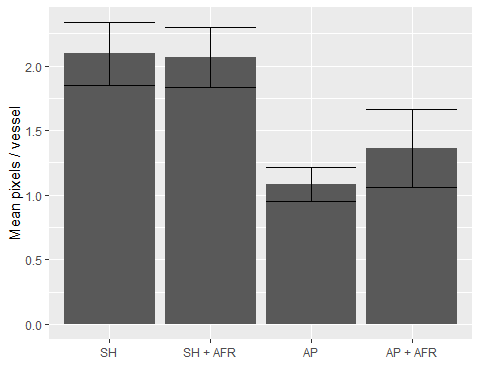 Mean pixels / vessel
2.0
1.5
1.0
0.5
0.0
SH
SH + AFR
AP
AP + AFR